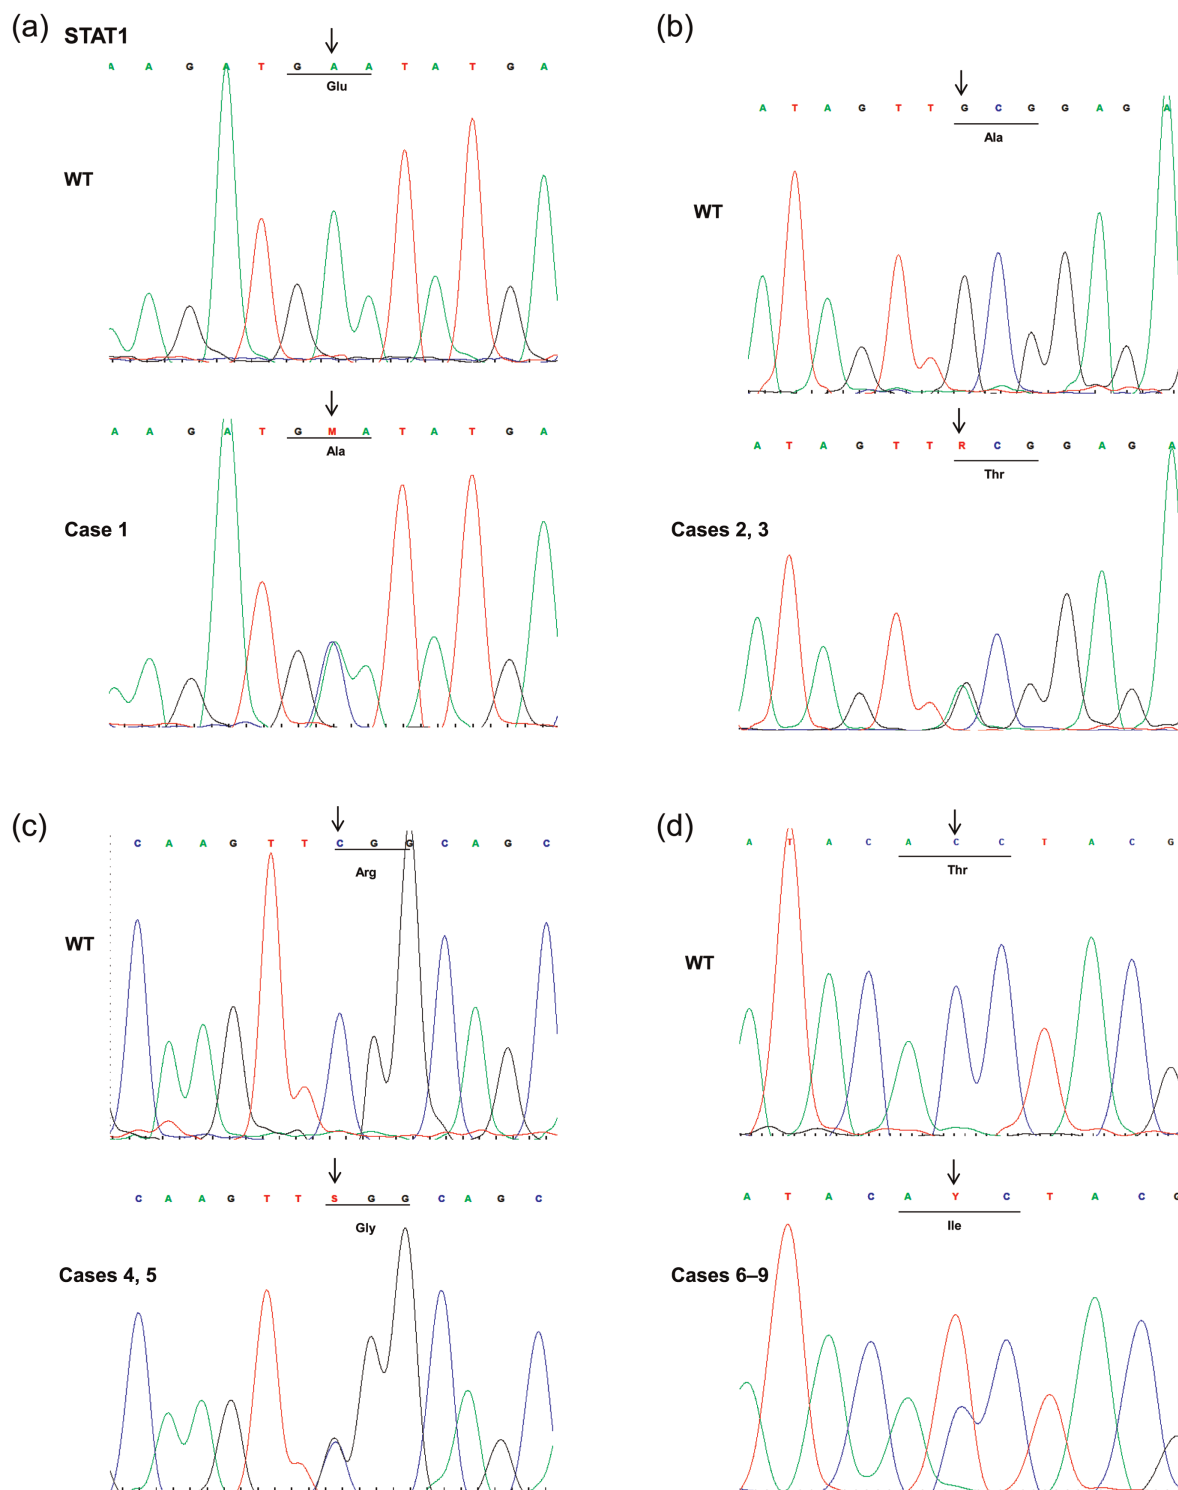 (a) STAT1
A A G A T G A A T A T G A
Glu
WT
A A G A T G M A T A T G A
Ala
Case 1
(b)
A T A G T T G C G G A G A
Ala
WT
A T A G T T R C G G A G A
Thr
Cases 2, 3
(c)
C A A G T T C G G C A G C
Arg
WT
C A A G T T S G G C A G C
Gly
Cases 4, 5
(d)
A T A C A C C T A C G
Thr
WT
A T A C A Y C T A C G
Ile
Cases 6–9